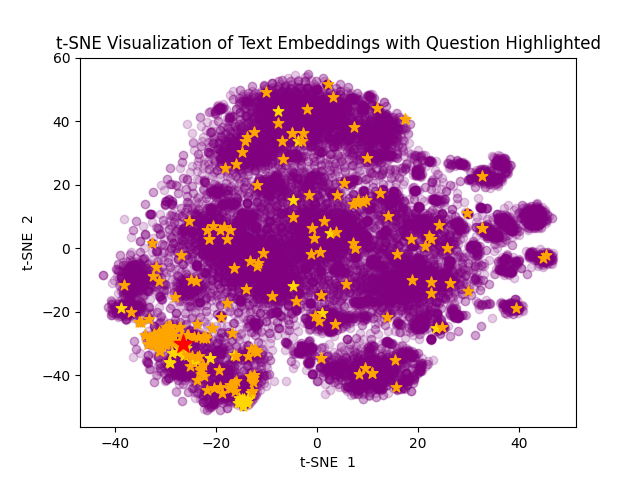 t-SNE Visualization of Text Embeddings with Question Highlighted
60
40
20
0
−20
−40
t-SNE 2
−40 −20 0 20 40
t-SNE 1